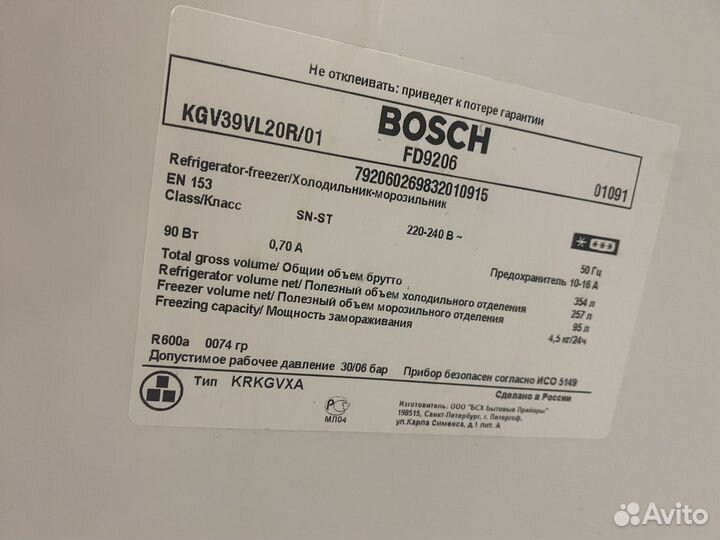 Не отклеивать: приведет к потере гарантии
KGV39VL20R/01
BOSCH
FD9206
01091
792060269832010915
Refrigerator-freezer/Холодильник-морозильник
EN 153
Class/Класс
SN-ST
220-240 В ~
50 Гц
90 Вт
0,70 А
Предохранитель 10-16 А
Total gross volume/ Общий объем брутто 354 л
Refrigerator volume net/ Полезный объем холодильного отделения 257 л
Freezer volume net/ Полезный объем морозильного отделения 95 л
Freezing capacity/ Мощность замораживания 4,5 кг/24ч
R600a 0074 гр
Допустимое рабочее давление 30/06 бар Прибор безопасен согласно ИСО 5149
Сделано в России
Тип KRKGVXA
РС
МЛ04
Изготовитель: ООО "БСХ Бытовые Приборы"
198515, Санкт-Петербург, г. Петергоф,
ул.Карла Сименса, д.1 лит. А
Avito